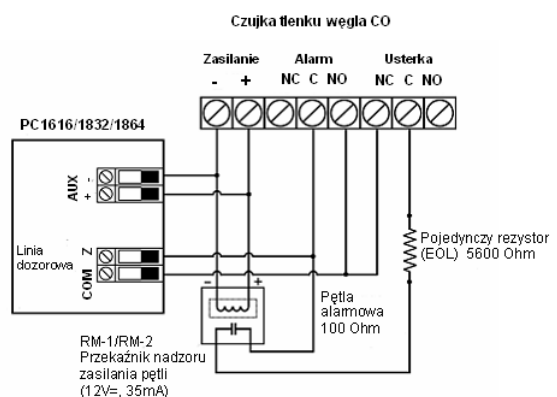 Czujka tlenku węgla CO
Zasilanie Alarm Usterka
- + NC C NO NC C NO
PC1616/1832/1864
AUX
-
+
Linia
dozorowa
Z
COM
- +
Pojedynczy rezystor
(EOL) 5600 Ohm
Pętla
alarmowa
100 Ohm
RM-1/RM-2
Przekaźnik nadzoru
zasilania pętli
(12V=, 35mA)